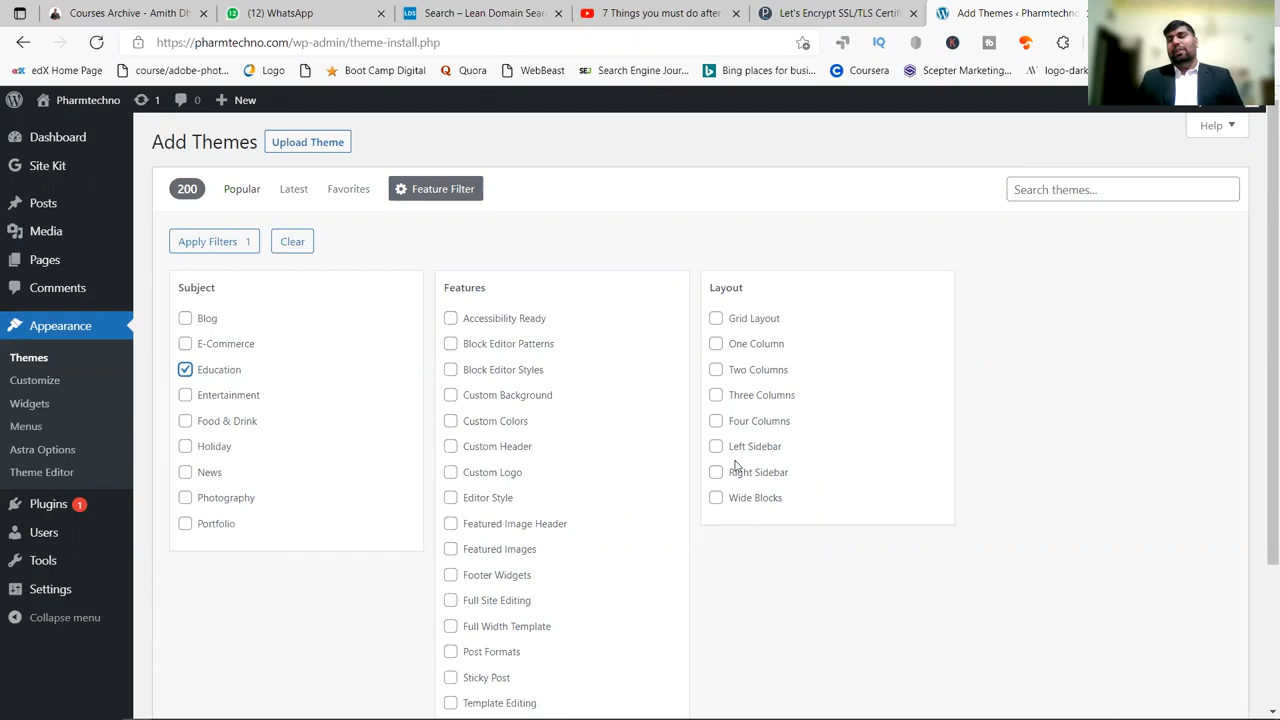 Courses Archive - Amith Dh
(12) WhatsApp
LDS Search – Lean Domain Sea
7 Things you must do after
Let's Encrypt SSL/TLS Certifi
Add Themes ‹ Pharmtechno
https://pharmtechno.com/wp-admin/theme-install.php
edX Home Page
course/adobe-phot...
Logo
Boot Camp Digital
Quora
WebBeast
Search Engine Jour...
Bing places for busi...
Coursera
Scepter Marketing...
logo-dark
Pharmtechno
1
0
New
Dashboard
Site Kit
Posts
Media
Pages
Comments
Appearance
Themes
Customize
Widgets
Menus
Astra Options
Theme Editor
Plugins 1
Users
Tools
Settings
Collapse menu
Add Themes
Upload Theme
Help
200
Popular
Latest
Favorites
Feature Filter
Search themes...
Apply Filters 1
Clear
Subject
Blog
E-Commerce
Education
Entertainment
Food & Drink
Holiday
News
Photography
Portfolio
Features
Accessibility Ready
Block Editor Patterns
Block Editor Styles
Custom Background
Custom Colors
Custom Header
Custom Logo
Editor Style
Featured Image Header
Featured Images
Footer Widgets
Full Site Editing
Full Width Template
Post Formats
Sticky Post
Template Editing
Layout
Grid Layout
One Column
Two Columns
Three Columns
Four Columns
Left Sidebar
Right Sidebar
Wide Blocks